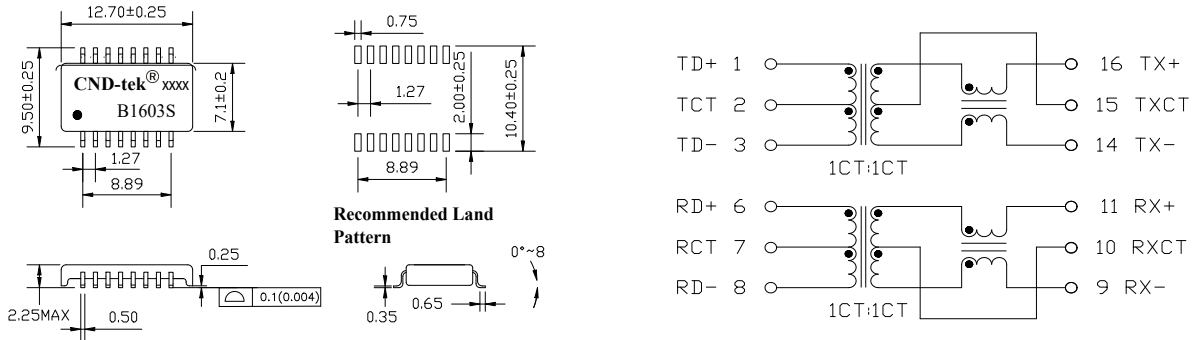 12.70±0.25
9.50±0.25
CND-tek® xxxx
B1603S
7.1±0.2
1.27
8.89
0.75
1.27
2.00±0.25
10.40±0.25
8.89
Recommended Land
Pattern
2.25MAX
0.50
0.25
0.1(0.004)
0.35
0.65
0°~8
TD+ 1
TCT 2
TD- 3
1CT:1CT
16 TX+
15 TXCT
14 TX-
RD+ 6
RCT 7
RD- 8
1CT:1CT
11 RX+
10 RXCT
9 RX-